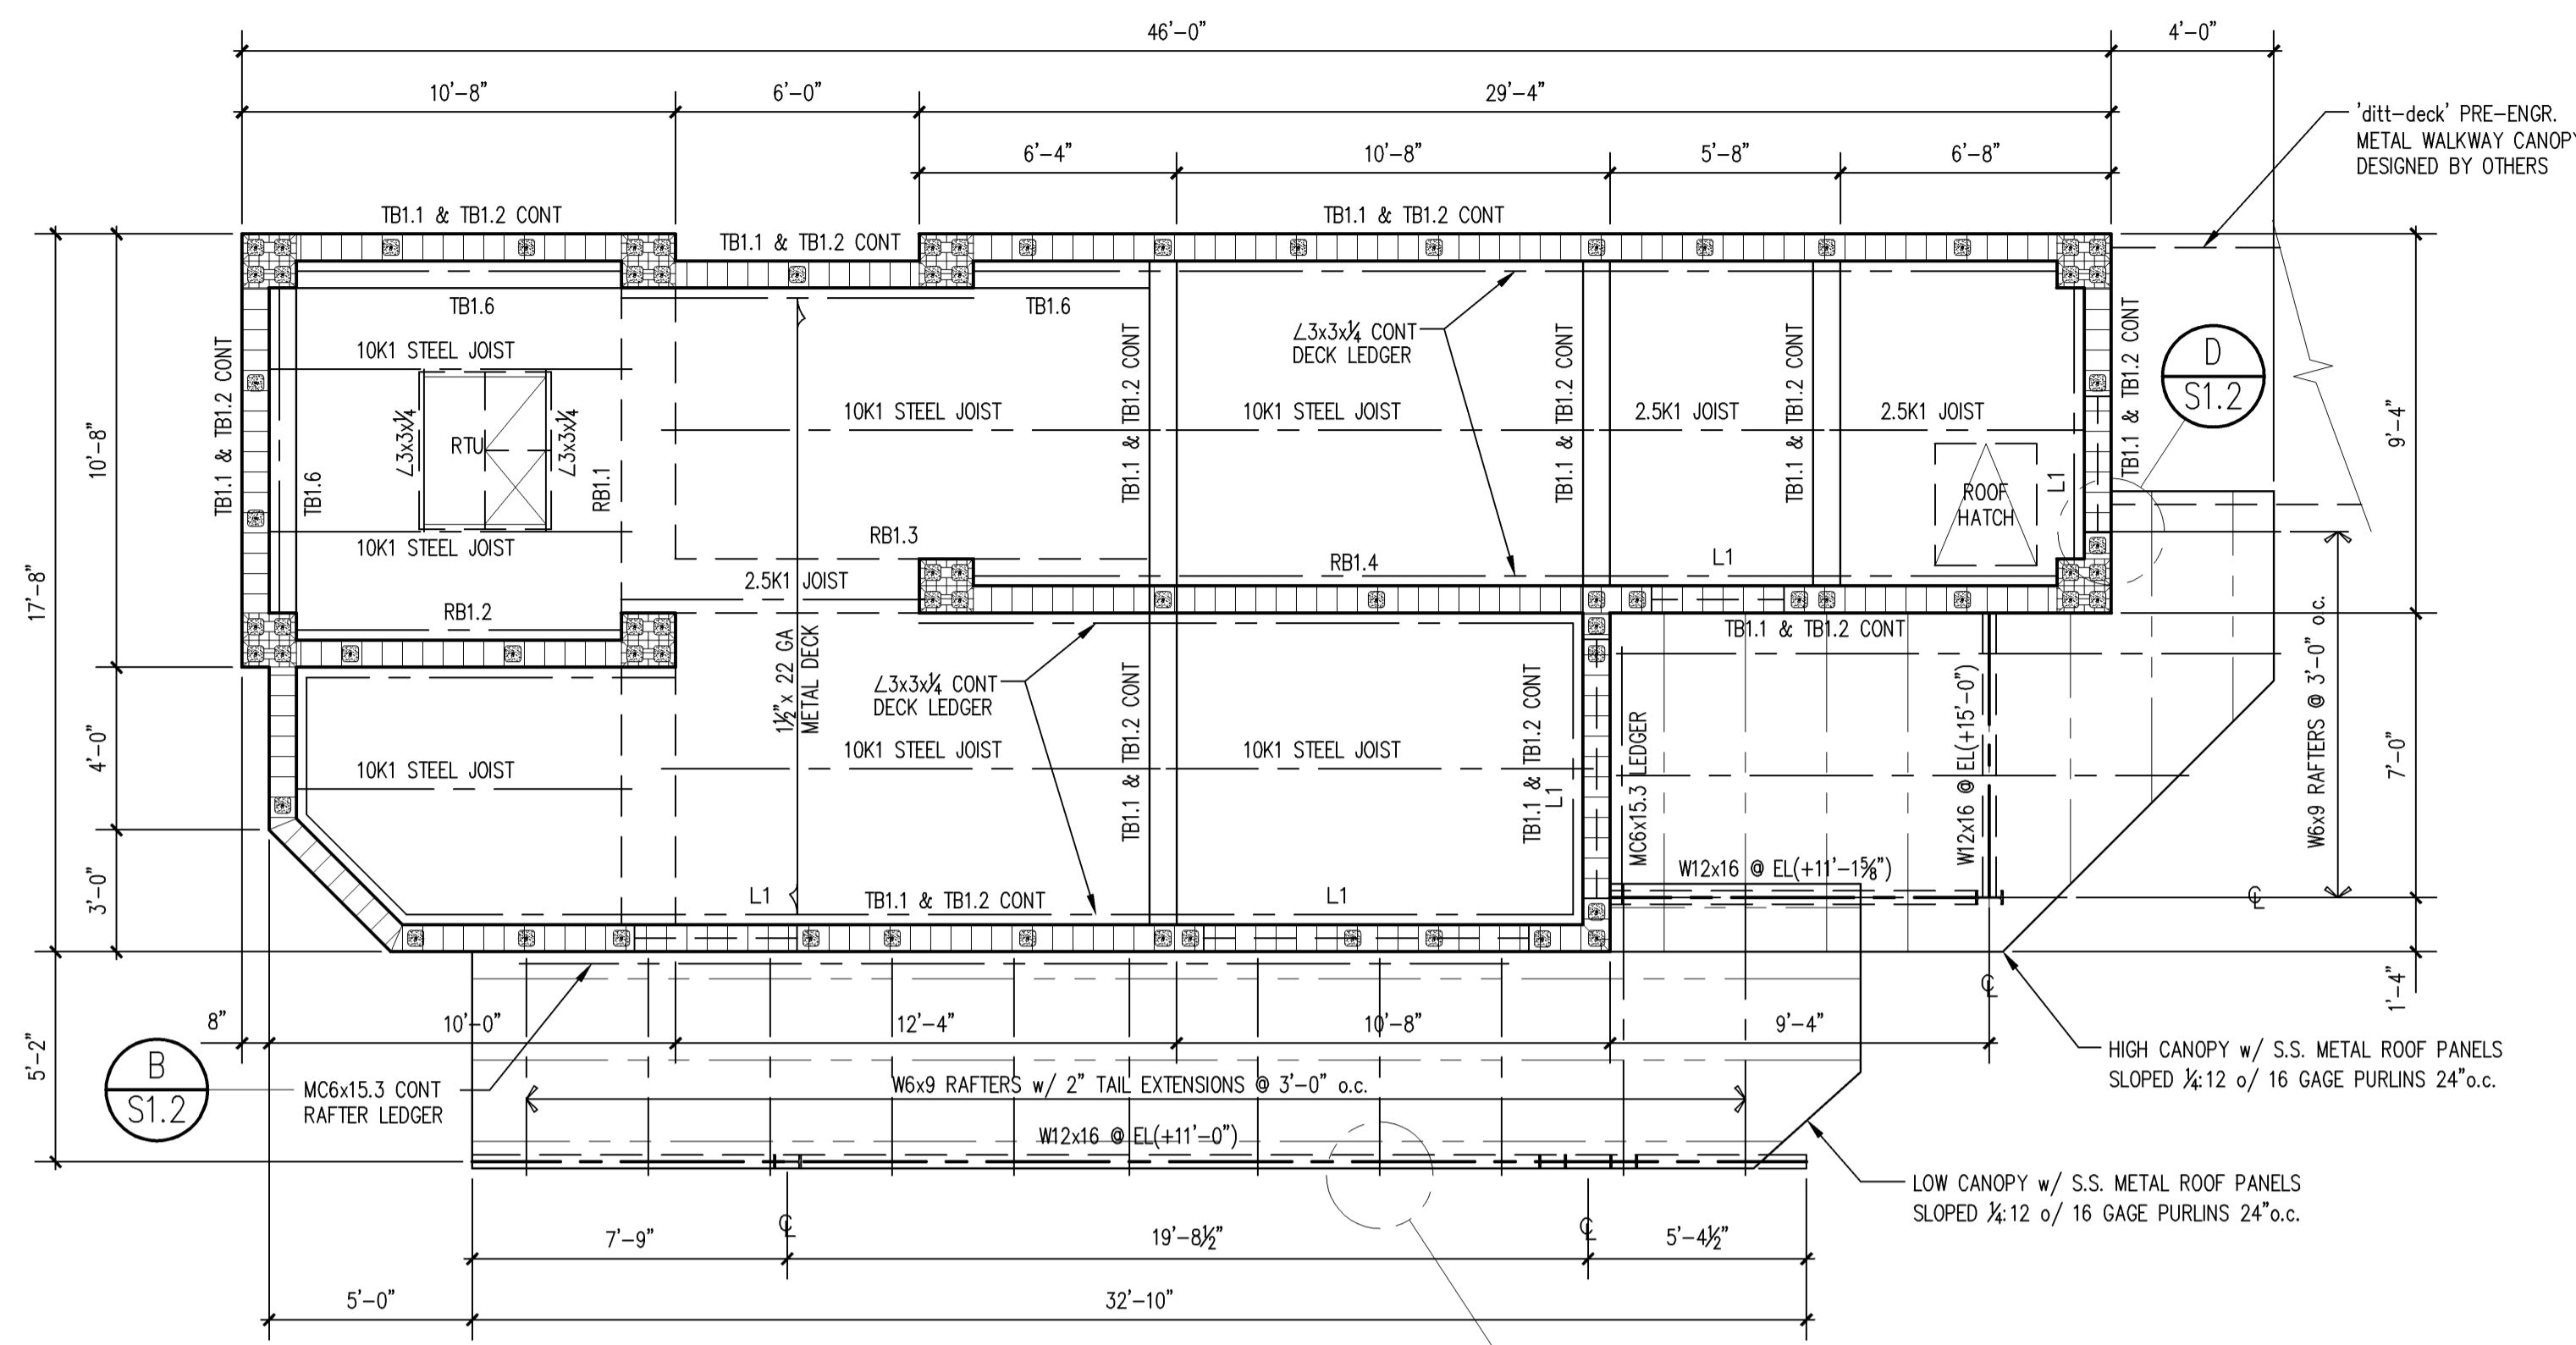 46'-0"
4'-0"
10'-8"
6'-0"
29'-4"
6'-4"
10'-8"
5'-8"
6'-8"
'ditt-deck' PRE-ENGR.
METAL WALKWAY CANOPY
DESIGNED BY OTHERS
TB1.1 & TB1.2 CONT
TB1.1 & TB1.2 CONT
TB1.1 & TB1.2 CONT
TB1.6
TB1.6
10K1 STEEL JOIST
∠3x3x¼ CONT
DECK LEDGER
TB1.1 & TB1.2 CONT
TB1.1 & TB1.2 CONT
TB1.1 & TB1.2 CONT
TB1.1 & TB1.2 CONT
TB1.1 & TB1.2 CONT
D
S1.2
10'-8"
9'-4"
17'-8"
∠3x3x¼
RTU
∠3x3x¼
TB1.6
RB1.1
10K1 STEEL JOIST
10K1 STEEL JOIST
2.5K1 JOIST
2.5K1 JOIST
ROOF
HATCH
L1
10K1 STEEL JOIST
RB1.3
RB1.4
L1
2.5K1 JOIST
RB1.2
TB1.1 & TB1.2 CONT
1½"x 22 GA
METAL DECK
∠3x3x¼ CONT
DECK LEDGER
TB1.1 & TB1.2 CONT
TB1.1 & TB1.2 CONT
L1
MC6x15.3 LEDGER
W12x16 @ EL(+15'-0")
W6x9 RAFTERS @ 3'-0" o.c.
4'-0"
7'-0"
10K1 STEEL JOIST
10K1 STEEL JOIST
10K1 STEEL JOIST
W12x16 @ EL(+11'-1⅝")
3'-0"
L1
TB1.1 & TB1.2 CONT
L1
℄
℄
1'-4"
8"
10'-0"
12'-4"
10'-8"
9'-4"
5'-2"
B
S1.2
MC6x15.3 CONT
RAFTER LEDGER
W6x9 RAFTERS w/ 2" TAIL EXTENSIONS @ 3'-0" o.c.
HIGH CANOPY w/ S.S. METAL ROOF PANELS
SLOPED ¼:12 o/ 16 GAGE PURLINS 24"o.c.
W12x16 @ EL(+11'-0")
LOW CANOPY w/ S.S. METAL ROOF PANELS
SLOPED ¼:12 o/ 16 GAGE PURLINS 24"o.c.
℄
℄
7'-9"
19'-8½"
5'-4½"
5'-0"
32'-10"